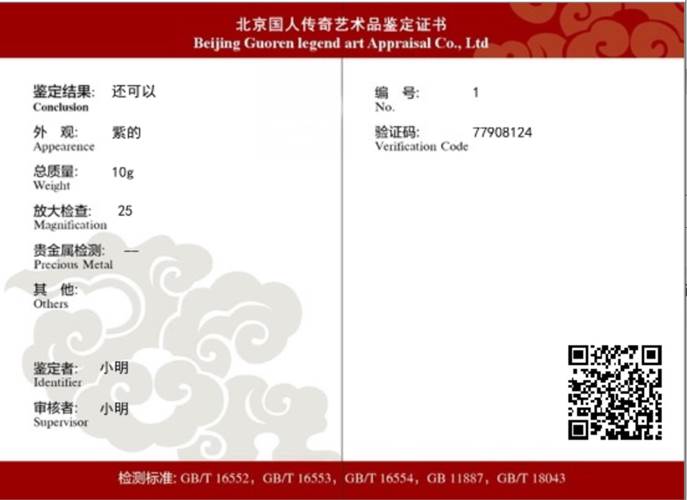 北京国人传奇艺术品鉴定证书
Beijing Guoren legend art Appraisal Co., Ltd
鉴定结果: 还可以
Conclusion
外 观: 紫的
Appearence
总质量: 10g
Weight
放大检查: 25
Magnification
贵金属检测: ——
Precious Metal
其 他:
Others
鉴定者: 小明
Identifier
审核者: 小明
Supervisor
编 号: 1
No.
验证码: 77908124
Verification Code
检测标准: GB/T 16552, GB/T 16553, GB/T 16554, GB 11887, GB/T 18043